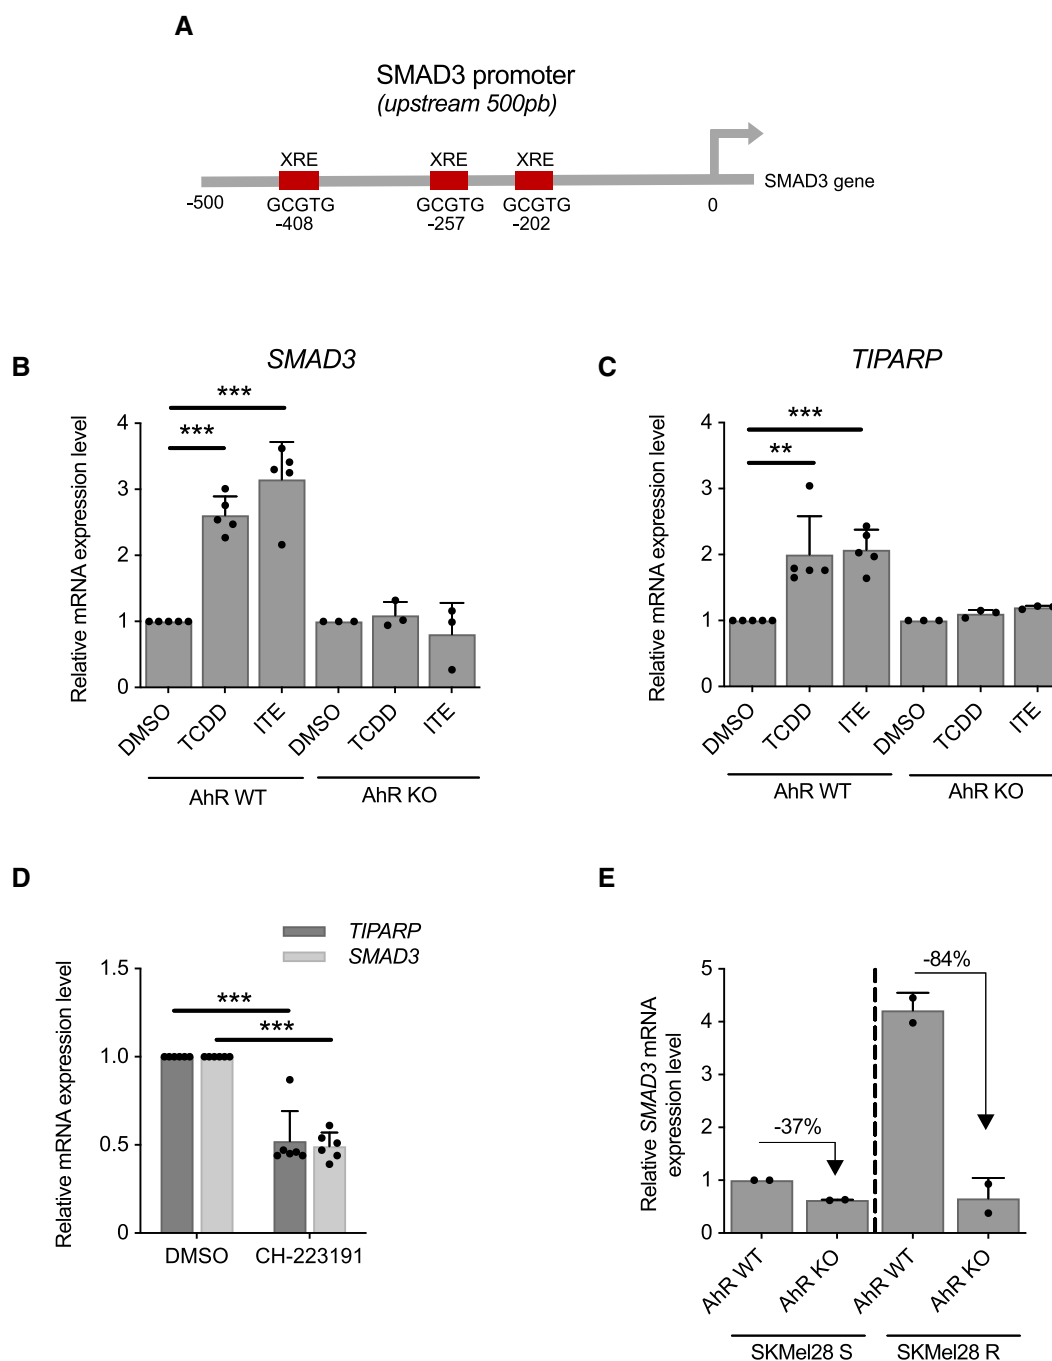 A
SMAD3 promoter
(upstream 500pb)
XRE XRE XRE
-500 SMAD3 gene
GCGTG GCGTG GCGTG 0
-408 -257 -202
B SMAD3
Relative mRNA expression level
4
3
2
1
0
*** ***
DMSO TCDD ITE DMSO TCDD ITE
AhR WT AhR KO
C TIPARP
Relative mRNA expression level
4
3
2
1
0
*** **
DMSO TCDD ITE DMSO TCDD ITE
AhR WT AhR KO
D
TIPARP
SMAD3
Relative mRNA expression level
1.5
1.0
0.5
0
***
***
DMSO CH-223191
E
Relative SMAD3 mRNA
expression level
5
4
3
2
1
0
-37%
-84%
AhR WT AhR KO AhR WT AhR KO
SKMel28 S SKMel28 R